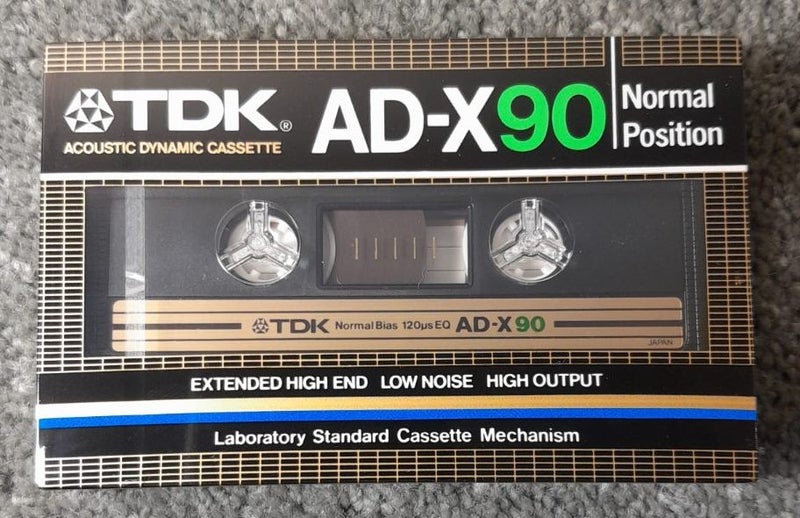 TDK® AD-X90 Normal
Position
ACOUSTIC DYNAMIC CASSETTE
TDK Normal Bias 120µs EQ AD-X90
JAPAN
EXTENDED HIGH END LOW NOISE HIGH OUTPUT
Laboratory Standard Cassette Mechanism